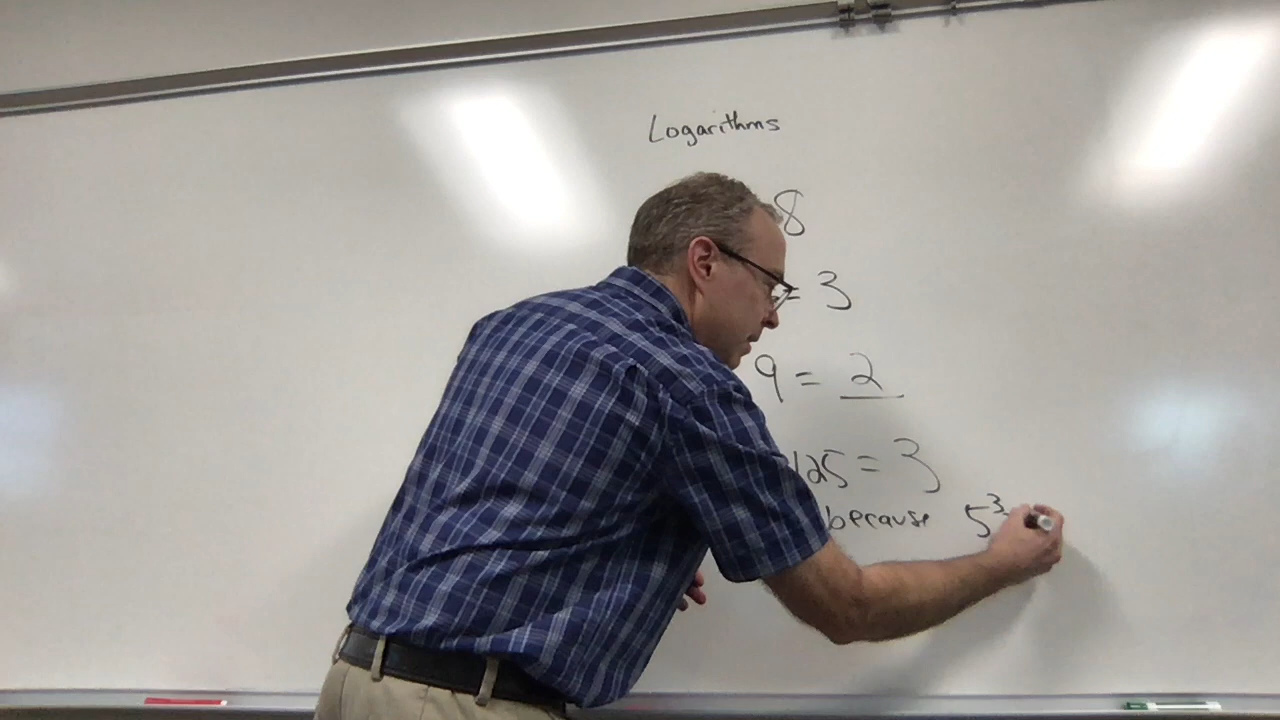 Logarithms
8
= 3
9 = 2
125 = 3
because 5³